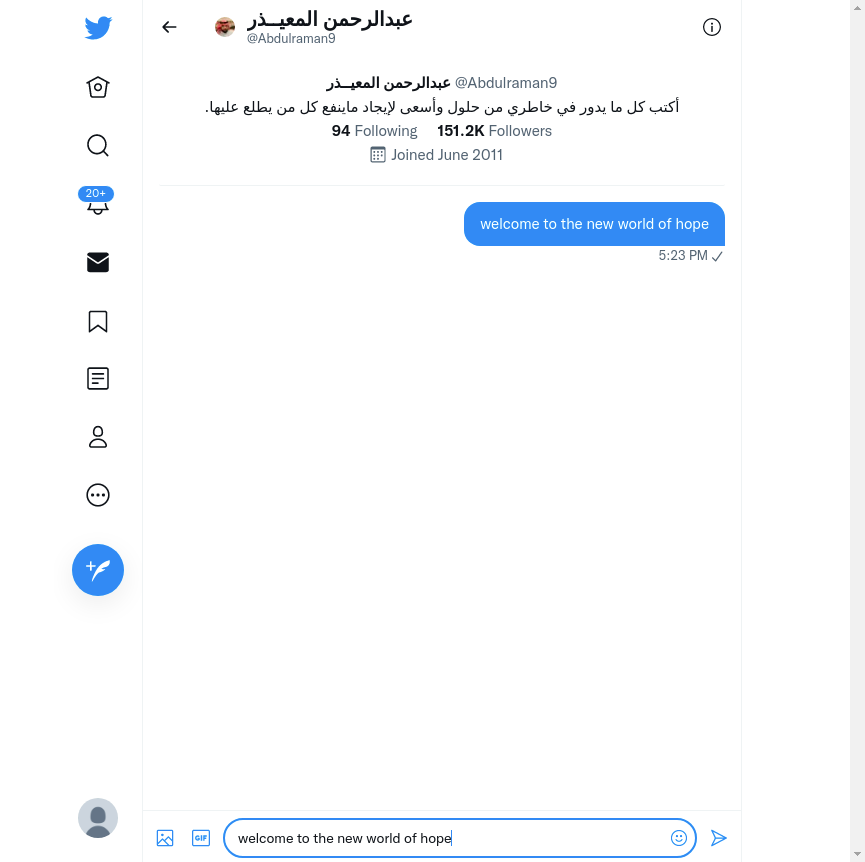 عبدالرحمن المعيــذر
@Abdulraman9
عبدالرحمن المعيــذر @Abdulraman9
أكتب كل ما يدور في خاطري من حلول وأسعى لإيجاد ماينفع كل من يطلع عليها.
94 Following 151.2K Followers
Joined June 2011
20+
welcome to the new world of hope
5:23 PM
GIF
welcome to the new world of hope